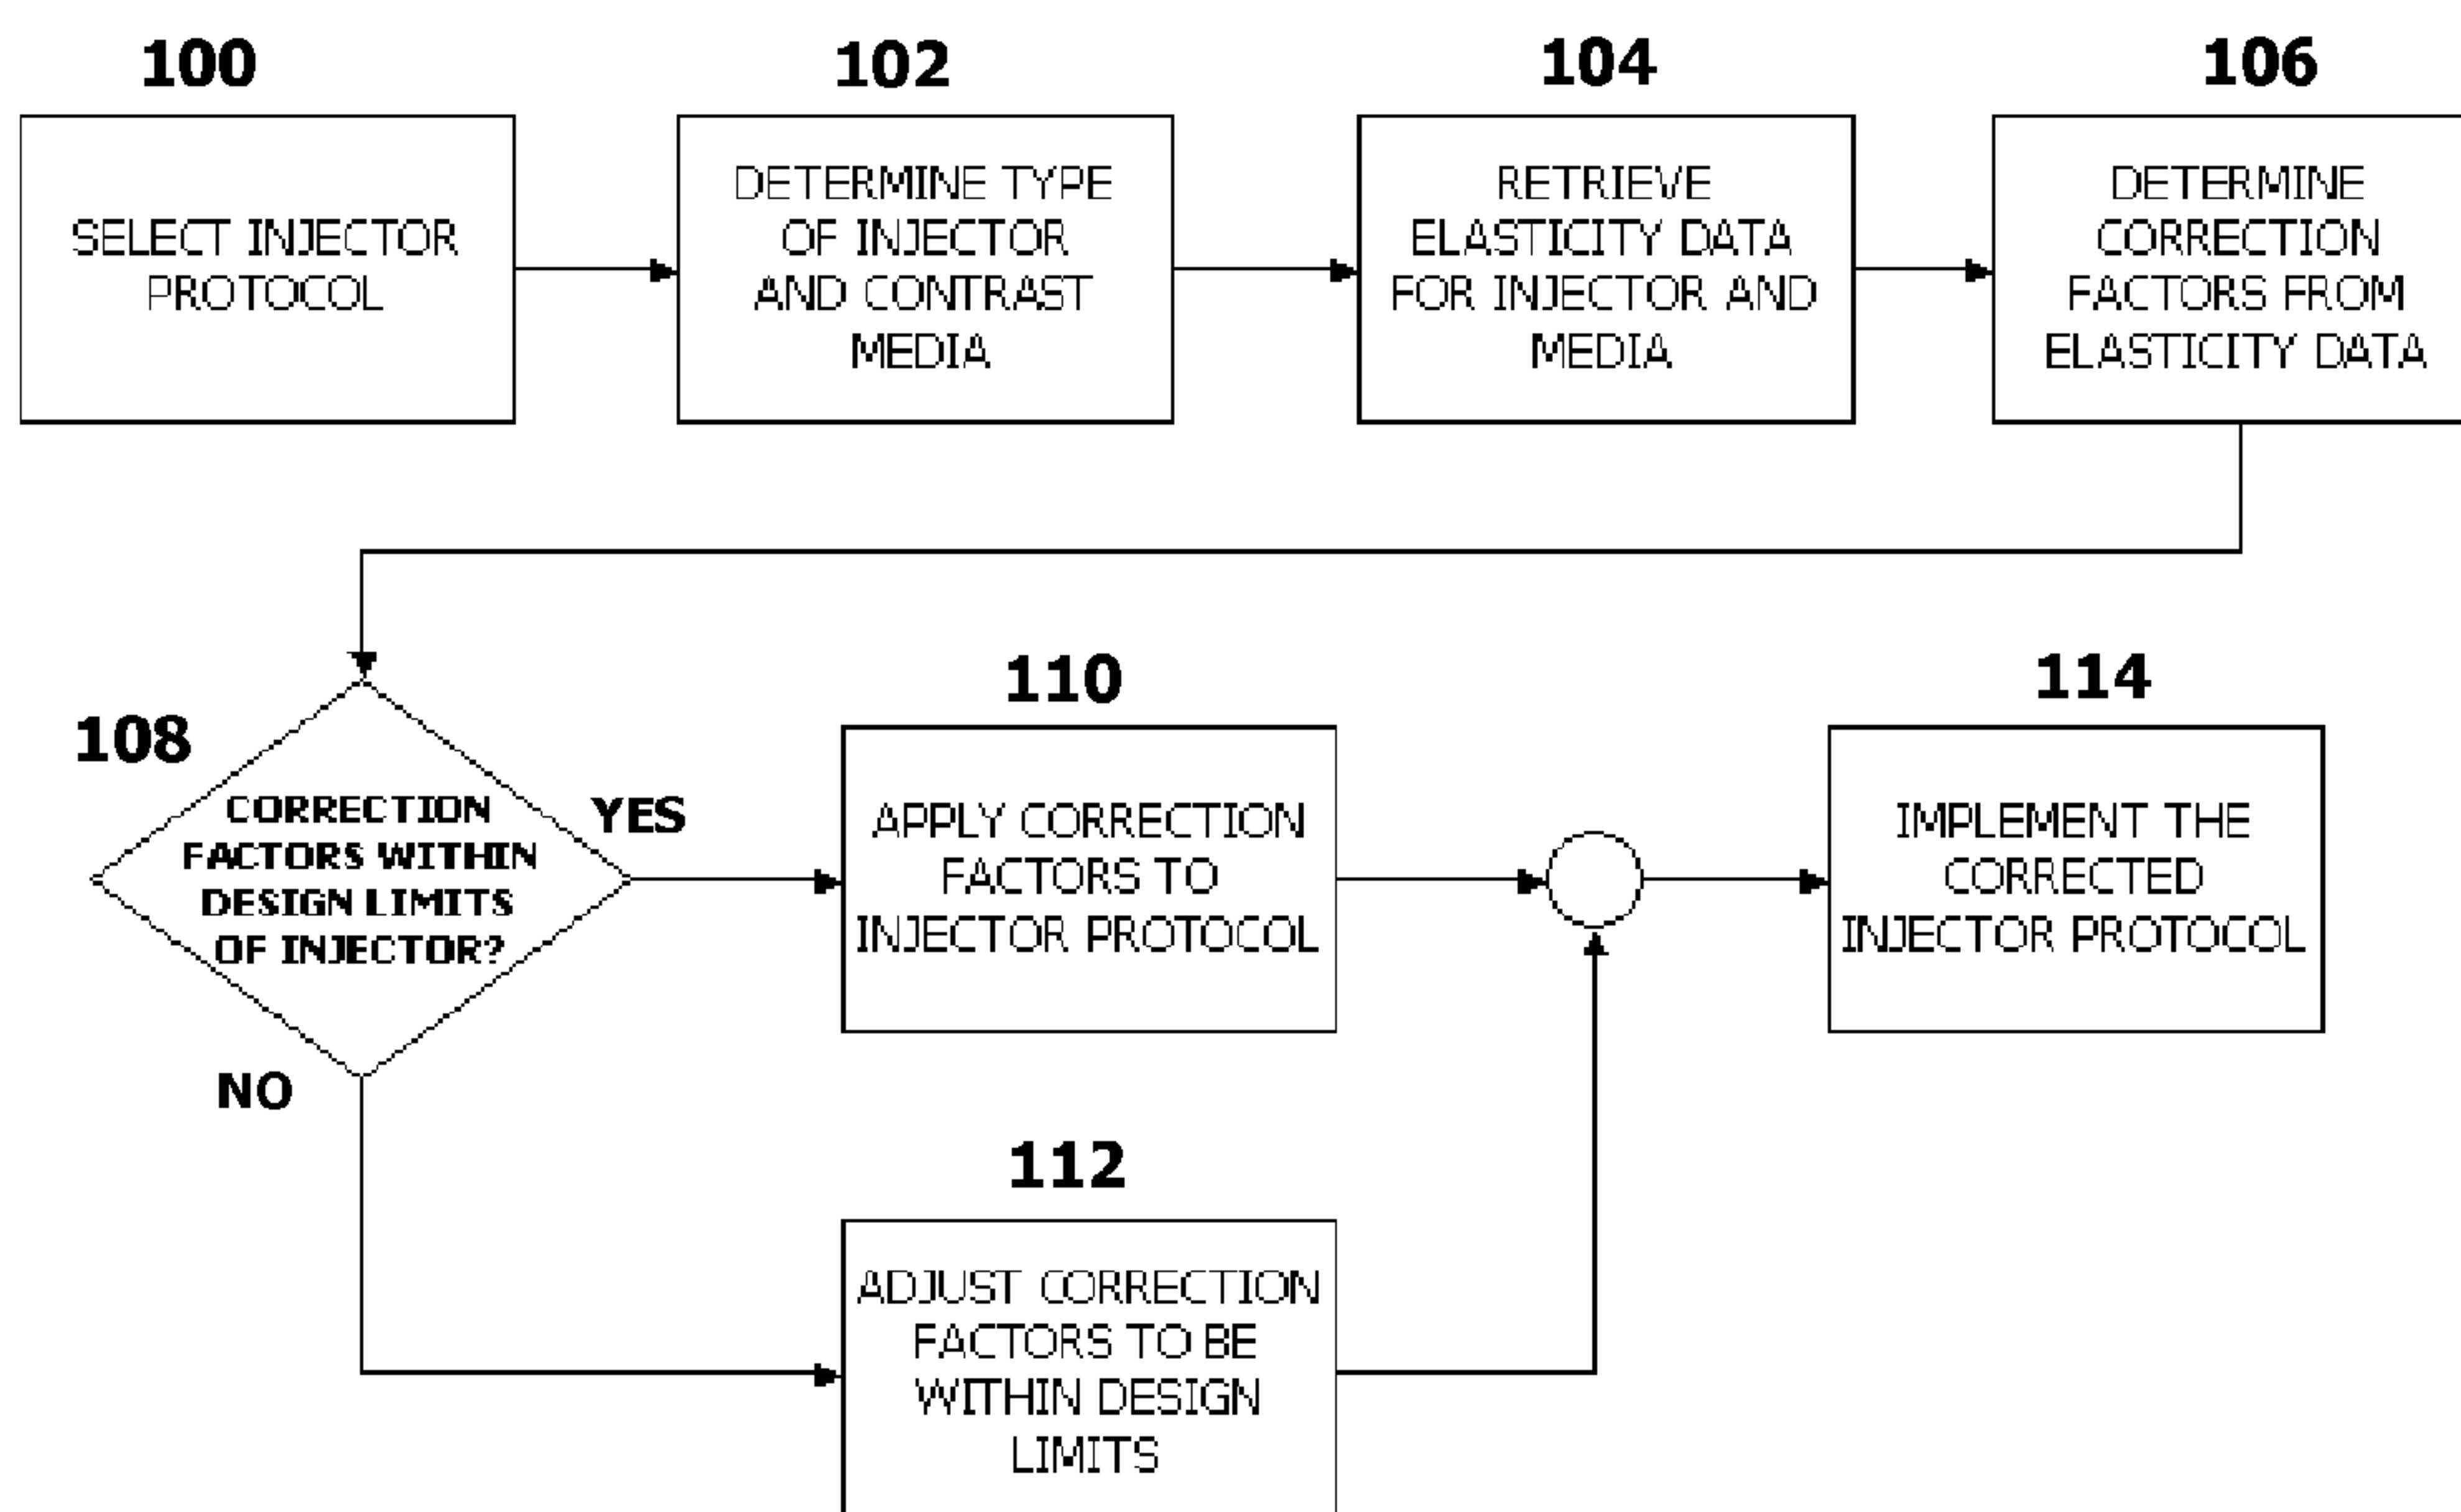 100
SELECT INJECTOR
PROTOCOL
102
DETERMINE TYPE
OF INJECTOR
AND CONTRAST
MEDIA
104
RETRIEVE
ELASTICITY DATA
FOR INJECTOR AND
MEDIA
106
DETERMINE
CORRECTION
FACTORS FROM
ELASTICITY DATA
108
CORRECTION
FACTORS WITHIN
DESIGN LIMITS
OF INJECTOR?
YES
NO
110
APPLY CORRECTION
FACTORS TO
INJECTOR PROTOCOL
112
ADJUST CORRECTION
FACTORS TO BE
WITHIN DESIGN
LIMITS
114
IMPLEMENT THE
CORRECTED
INJECTOR PROTOCOL